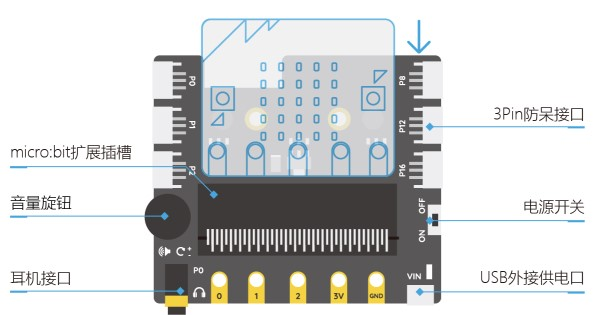 P0
P8
P1
P12
3Pin防呆接口
micro:bit扩展插槽
P2
P16
音量旋钮
OFF
电源开关
ON
耳机接口
P0
VIN
USB外接供电口
0
1
2
3V
GND